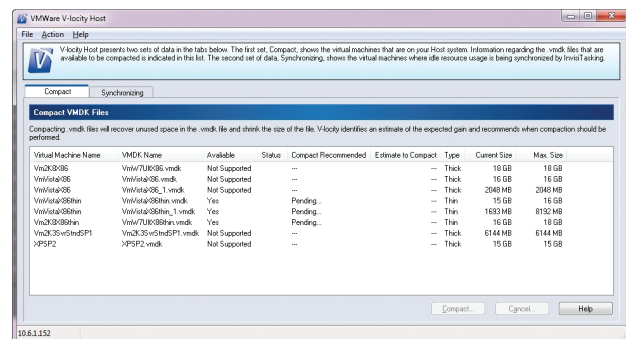 VMWare V-locity Host
File Action Help
V-locity Host presents two sets of data in the tabs below. The first set, Compact, shows the virtual machines that are on your Host system. Information regarding the .vmdk files that are
available to be compacted is indicated in this list. The second set of data, Synchronizing, shows the virtual machines where idle resource usage is being synchronized by InvisiTasking.
Compact Synchronizing
Compact VMDK Files
Compacting .vmdk files will recover unused space in the .vmdk file and shrink the size of the file. V-locity identifies an estimate of the expected gain and recommends when compaction should be
performed.
Virtual Machine Name VMDK Name Available Status Compact Recommended Estimate to Compact Type Current Size Max. Size
Vm2K8X86 VmW7UltX86.vmdk Not Supported --- --- Thick 18 GB 18 GB
VmVistaX86 VmVistaX86.vmdk Not Supported --- --- Thick 16 GB 16 GB
VmVistaX86 VmVistaX86_1.vmdk Not Supported --- --- Thick 2048 MB 2048 MB
VmVistaX86thin VmVistaX86thin.vmdk Yes Pending... --- Thin 15 GB 16 GB
VmVistaX86thin VmVistaX86thin_1.vmdk Yes Pending... --- Thin 1693 MB 8192 MB
Vm2K8X86thin VmW7UltX86thin.vmdk Yes Pending... --- Thin 16 GB 18 GB
Vm2K3SvrStndSP1 Vm2K3SvrStndSP1.vmdk Not Supported --- --- Thick 6144 MB 6144 MB
XPSP2 XPSP2.vmdk Not Supported --- --- Thick 15 GB 15 GB
Compact... Cancel... Help
10.6.1.152